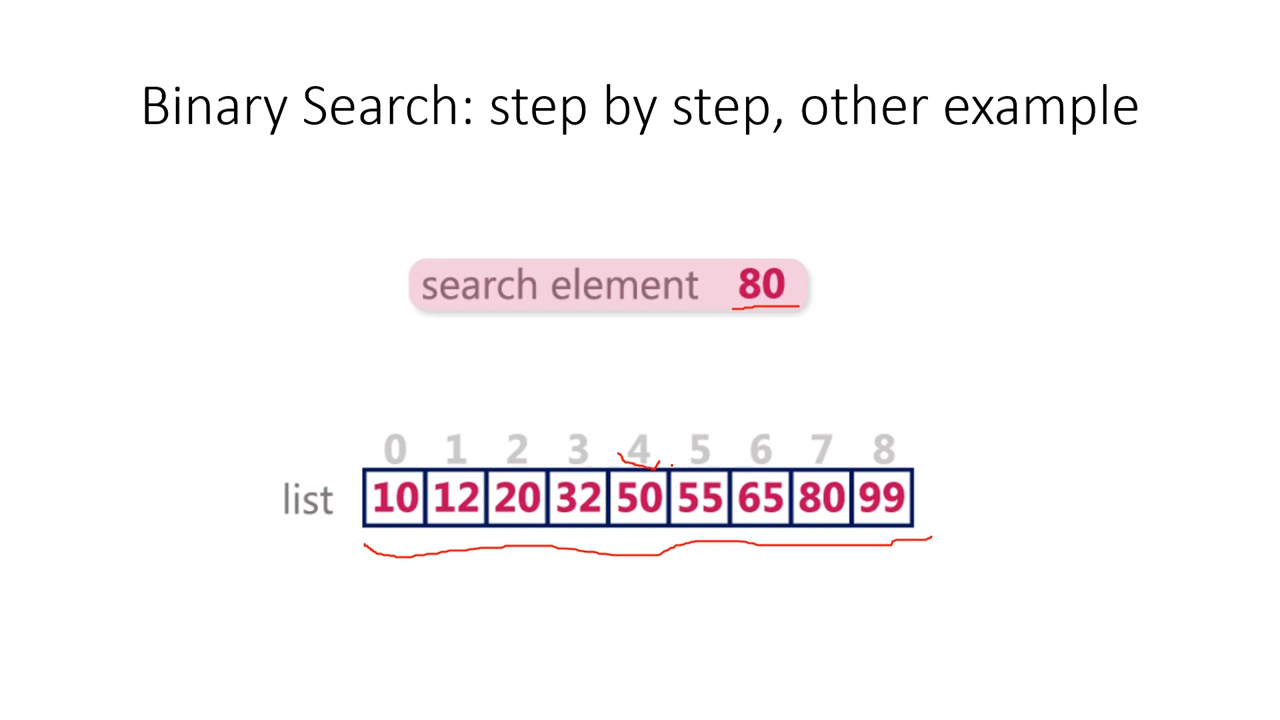 Binary Search: step by step, other example
search element 80
0 1 2 3 4 5 6 7 8
list 10 12 20 32 50 55 65 80 99